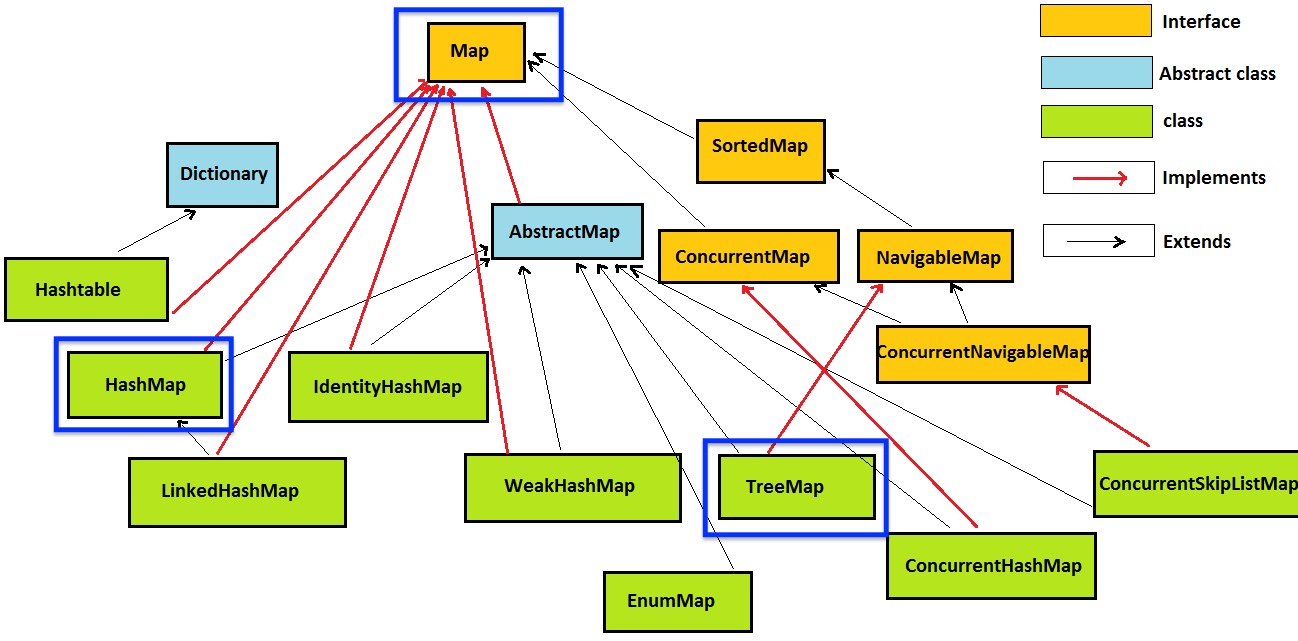 Map
Interface
Abstract class
class
Implements
Extends
SortedMap
Dictionary
AbstractMap
ConcurrentMap
NavigableMap
Hashtable
ConcurrentNavigableMap
HashMap
IdentityHashMap
LinkedHashMap
WeakHashMap
TreeMap
ConcurrentSkipListMap
ConcurrentHashMap
EnumMap